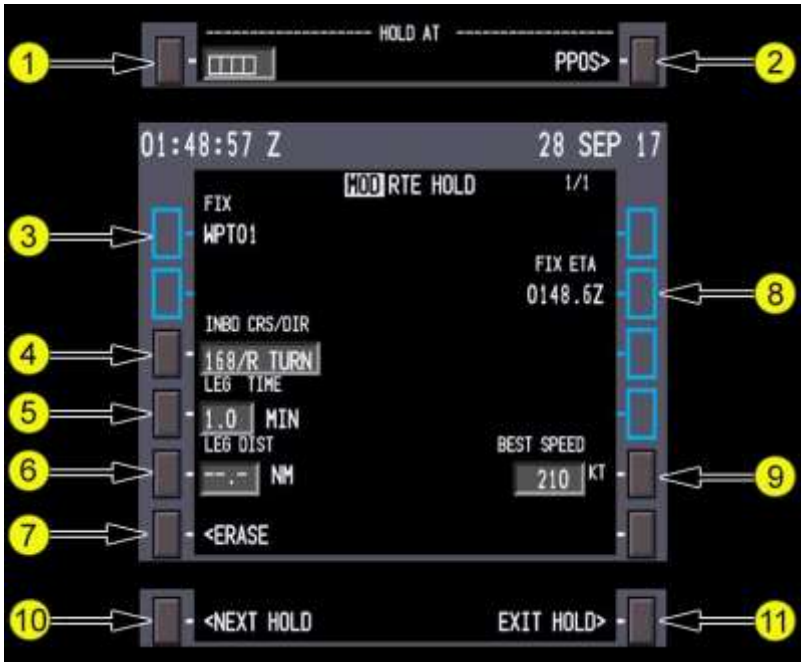 HOLD AT
1
PPOS>
2
01:48:57 Z 28 SEP 17
MOD RTE HOLD 1/1
FIX
3
WPT01
FIX ETA
0148.6Z
8
INBD CRS/DIR
4
168/R TURN
LEG TIME
5
1.0 MIN
LEG DIST BEST SPEED
6
--.- NM 210 KT
9
7
<ERASE
10
<NEXT HOLD EXIT HOLD>
11